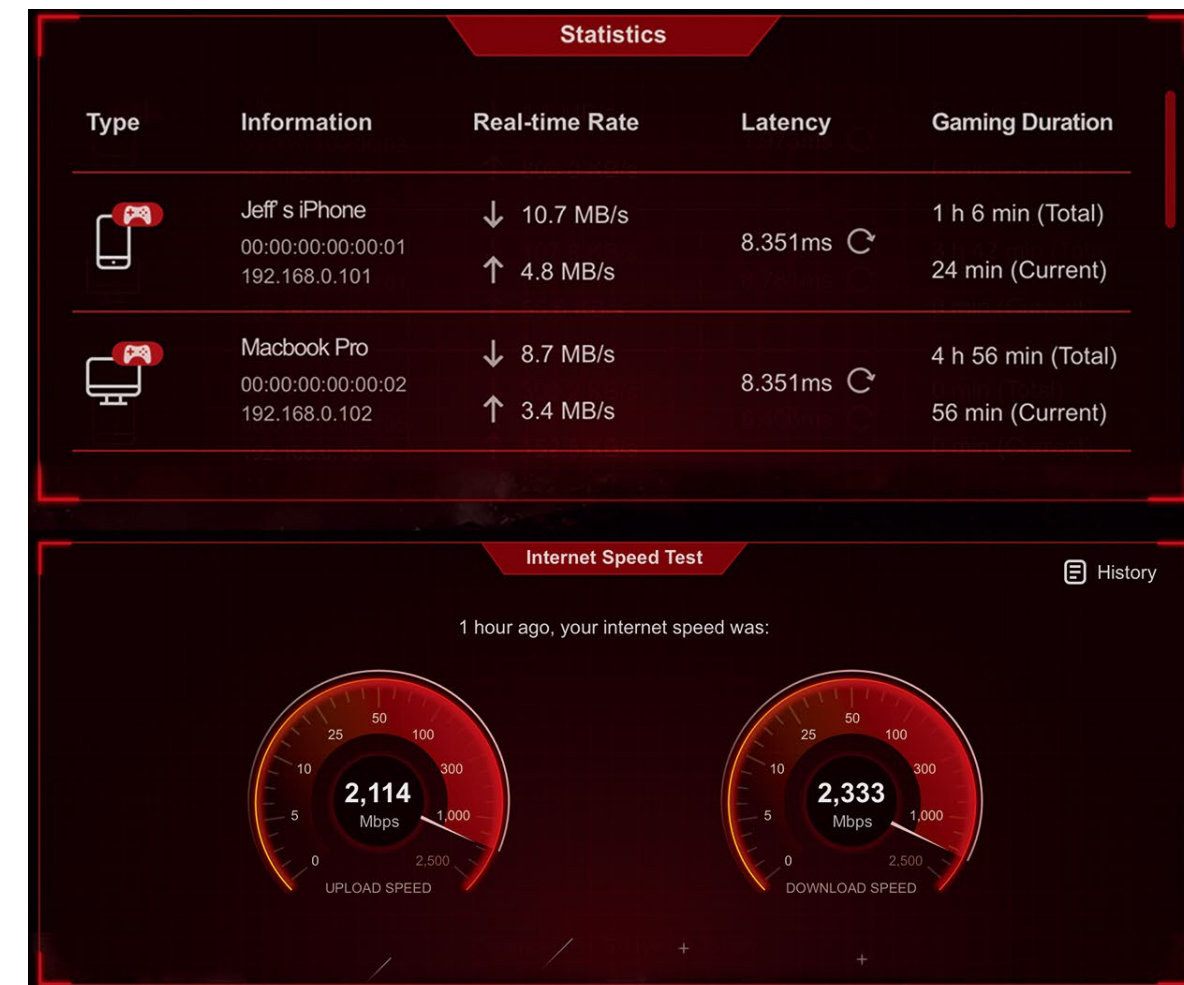 Statistics
Type Information Real-time Rate Latency Gaming Duration
Jeff' s iPhone
00:00:00:00:00:01
192.168.0.101
10.7 MB/s
4.8 MB/s
8.351ms
1 h 6 min (Total)
24 min (Current)
Macbook Pro
00:00:00:00:00:02
192.168.0.102
8.7 MB/s
3.4 MB/s
8.351ms
4 h 56 min (Total)
56 min (Current)
Internet Speed Test
History
1 hour ago, your internet speed was:
0
5
10
25
50
100
300
1,000
2,500
2,114
Mbps
UPLOAD SPEED
0
5
10
25
50
100
300
1,000
2,500
2,333
Mbps
DOWNLOAD SPEED